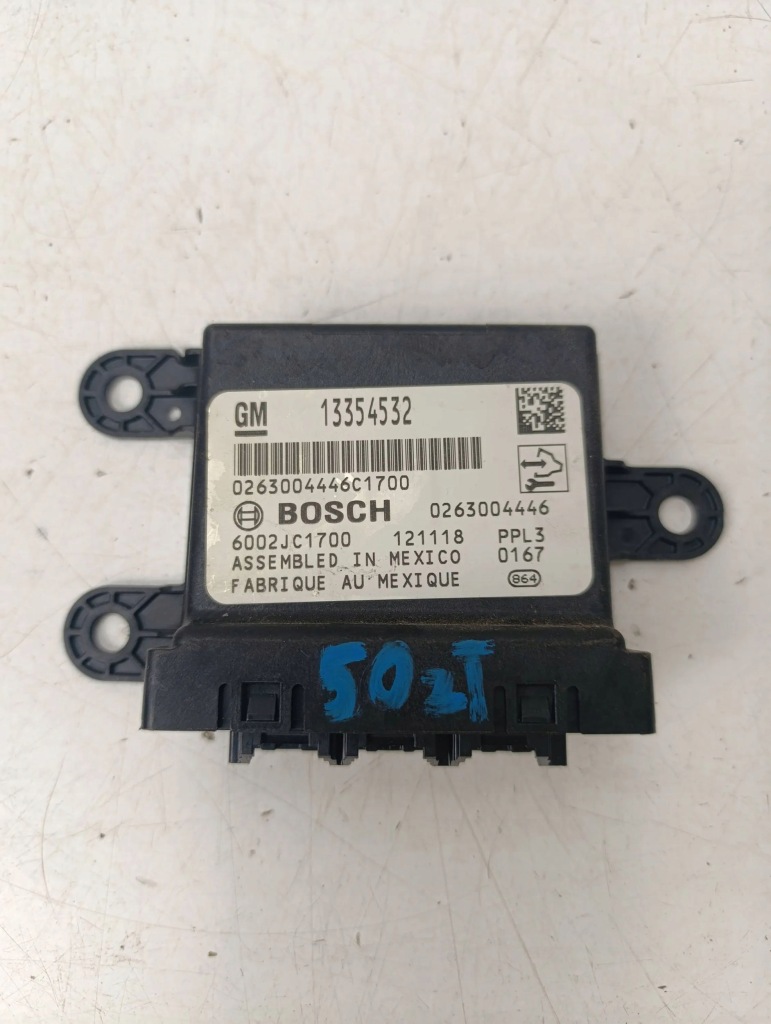 GM 13354532
0263004446C1700
BOSCH 0263004446
6002JC1700 121118 PPL3
ASSEMBLED IN MEXICO 0167
FABRIQUE AU MEXIQUE 864
502T